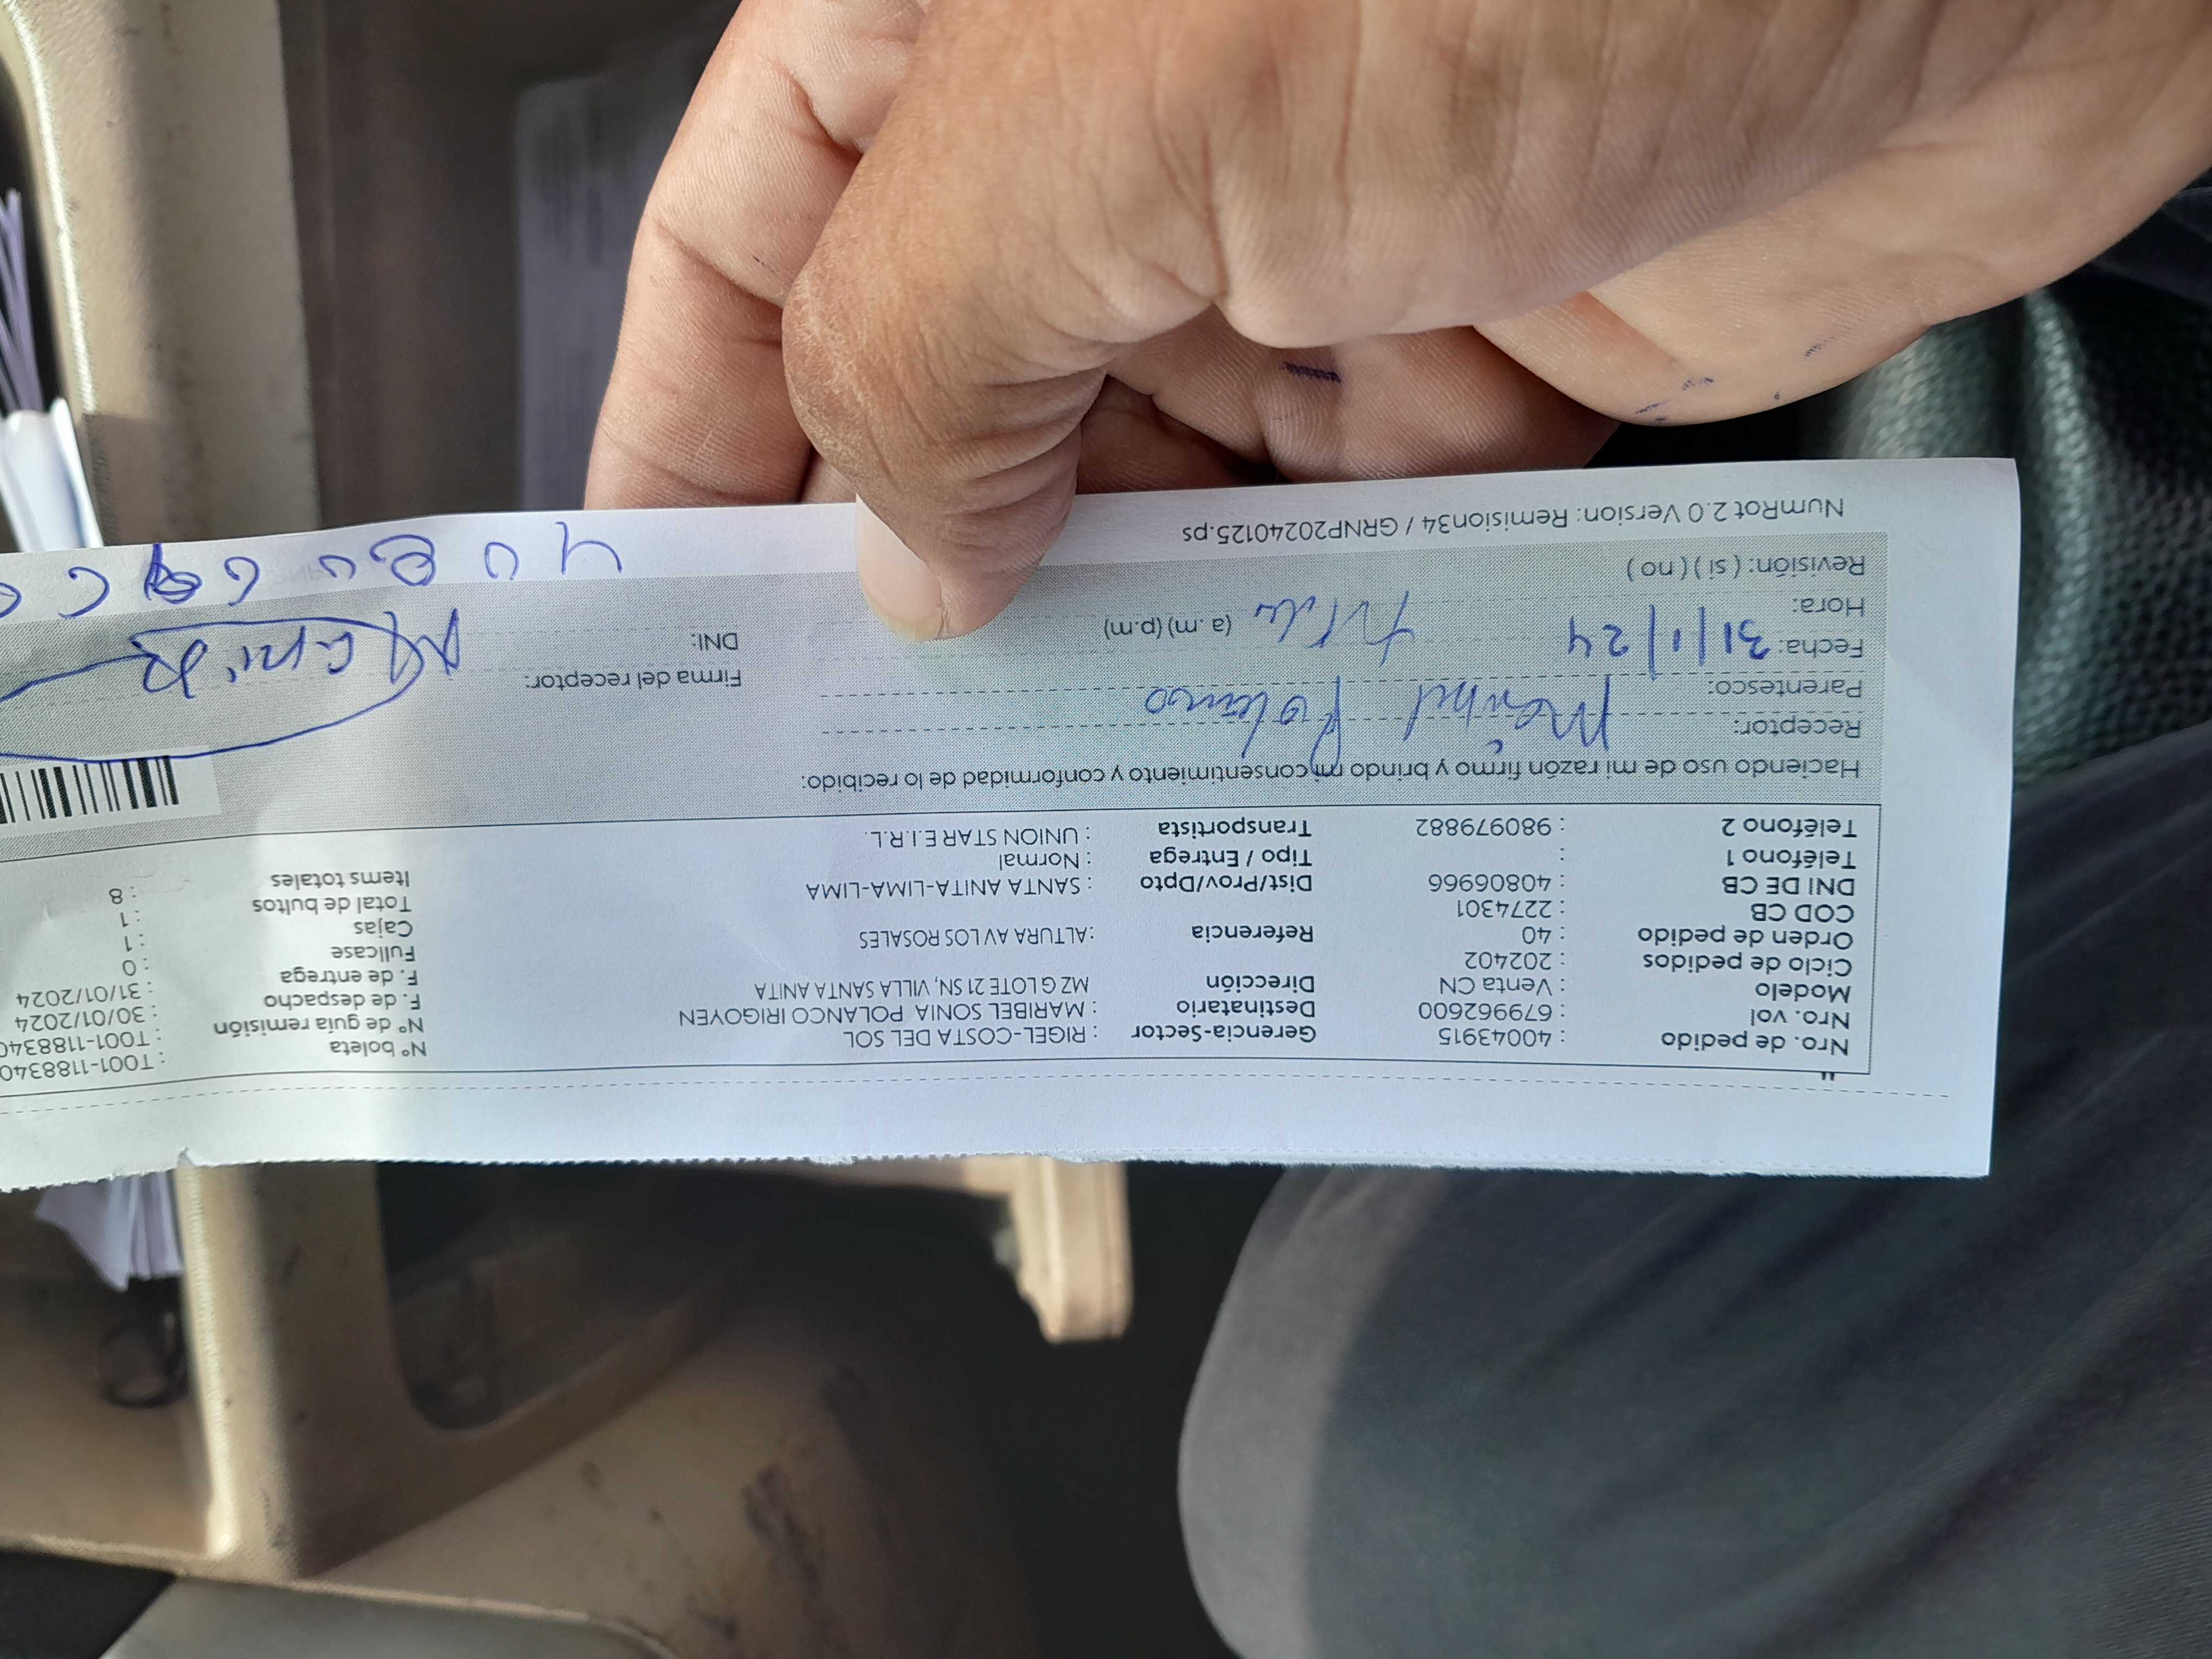 Nro. de pedido : 40043915 Gerencia-Sector : RIGEL-COSTA DEL SOL Nº boleta : T001-1188340
Nro. vol : 679962600 Destinatario : MARIBEL SONIA POLANCO IRIGOYEN Nº de guia remisión : T001-1188340
Modelo : Venta CN Dirección MZ G LOTE 21 SN, VILLA SANTA ANITA F. de despacho : 30/01/2024
Ciclo de pedidos : 202402 F. de entrega : 31/01/2024
Orden de pedido : 40 Referencia :ALTURA AV LOS ROSALES Fullcase : 0
COD CB : 2274301 Cajas : 1
DNI DE CB : 40806966 Dist/Prov/Dpto : SANTA ANITA-LIMA-LIMA Total de bultos : 1
Teléfono 1 : Tipo / Entrega : Normal Items totales : 8
Teléfono 2 : 980979882 Transportista : UNION STAR E.I.R.L.
Haciendo uso de mi razón firmo y brindo mi consentimiento y conformidad de lo recibido:
Receptor: Maribel Polanco
Parentesco: Firma del receptor:
Fecha: 31/1/24 DNI:
Hora: (a .m) (p.m)
Revisión: ( si ) ( no )
NumRot 2.0 Version: Remision34 / GRNP20240125.ps